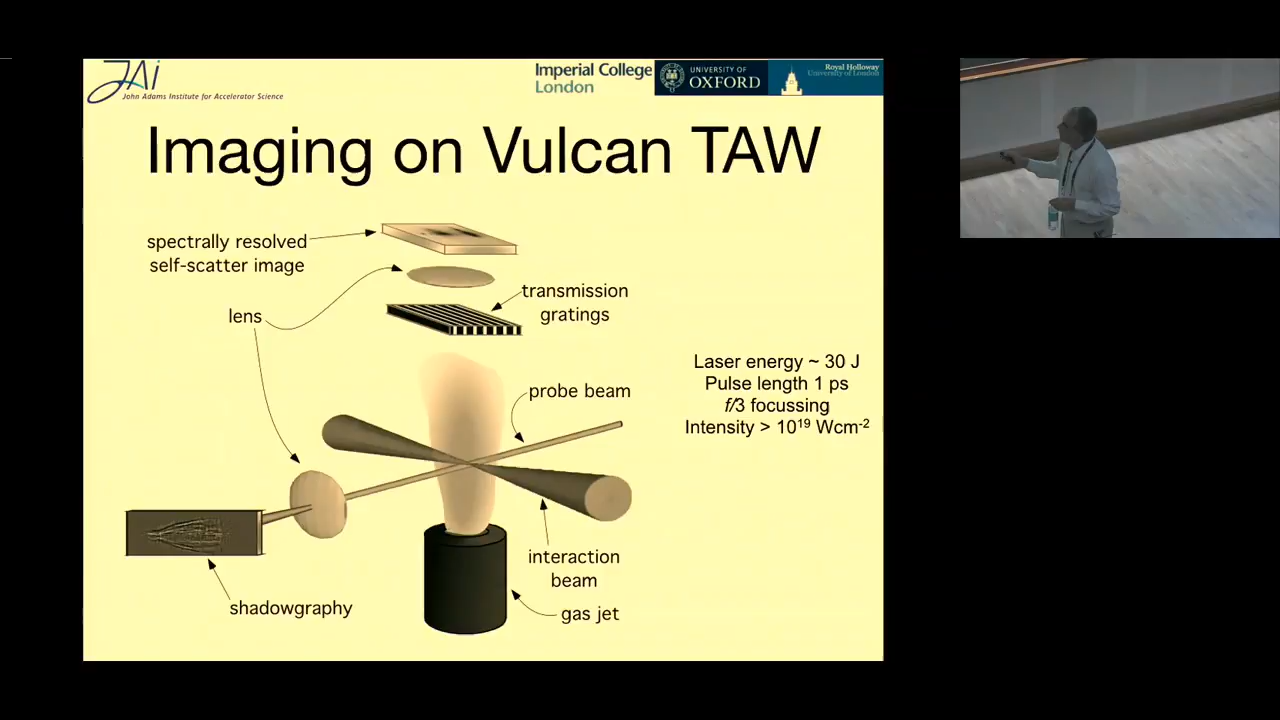 JAi
John Adams Institute for Accelerator Science
Imperial College
London
UNIVERSITY OF
OXFORD
Royal Holloway
University of London
Imaging on Vulcan TAW
spectrally resolved
self-scatter image
lens
transmission
gratings
probe beam
Laser energy ~ 30 J
Pulse length 1 ps
f/3 focussing
Intensity > 10¹⁹ Wcm⁻²
interaction
beam
shadowgraphy
gas jet